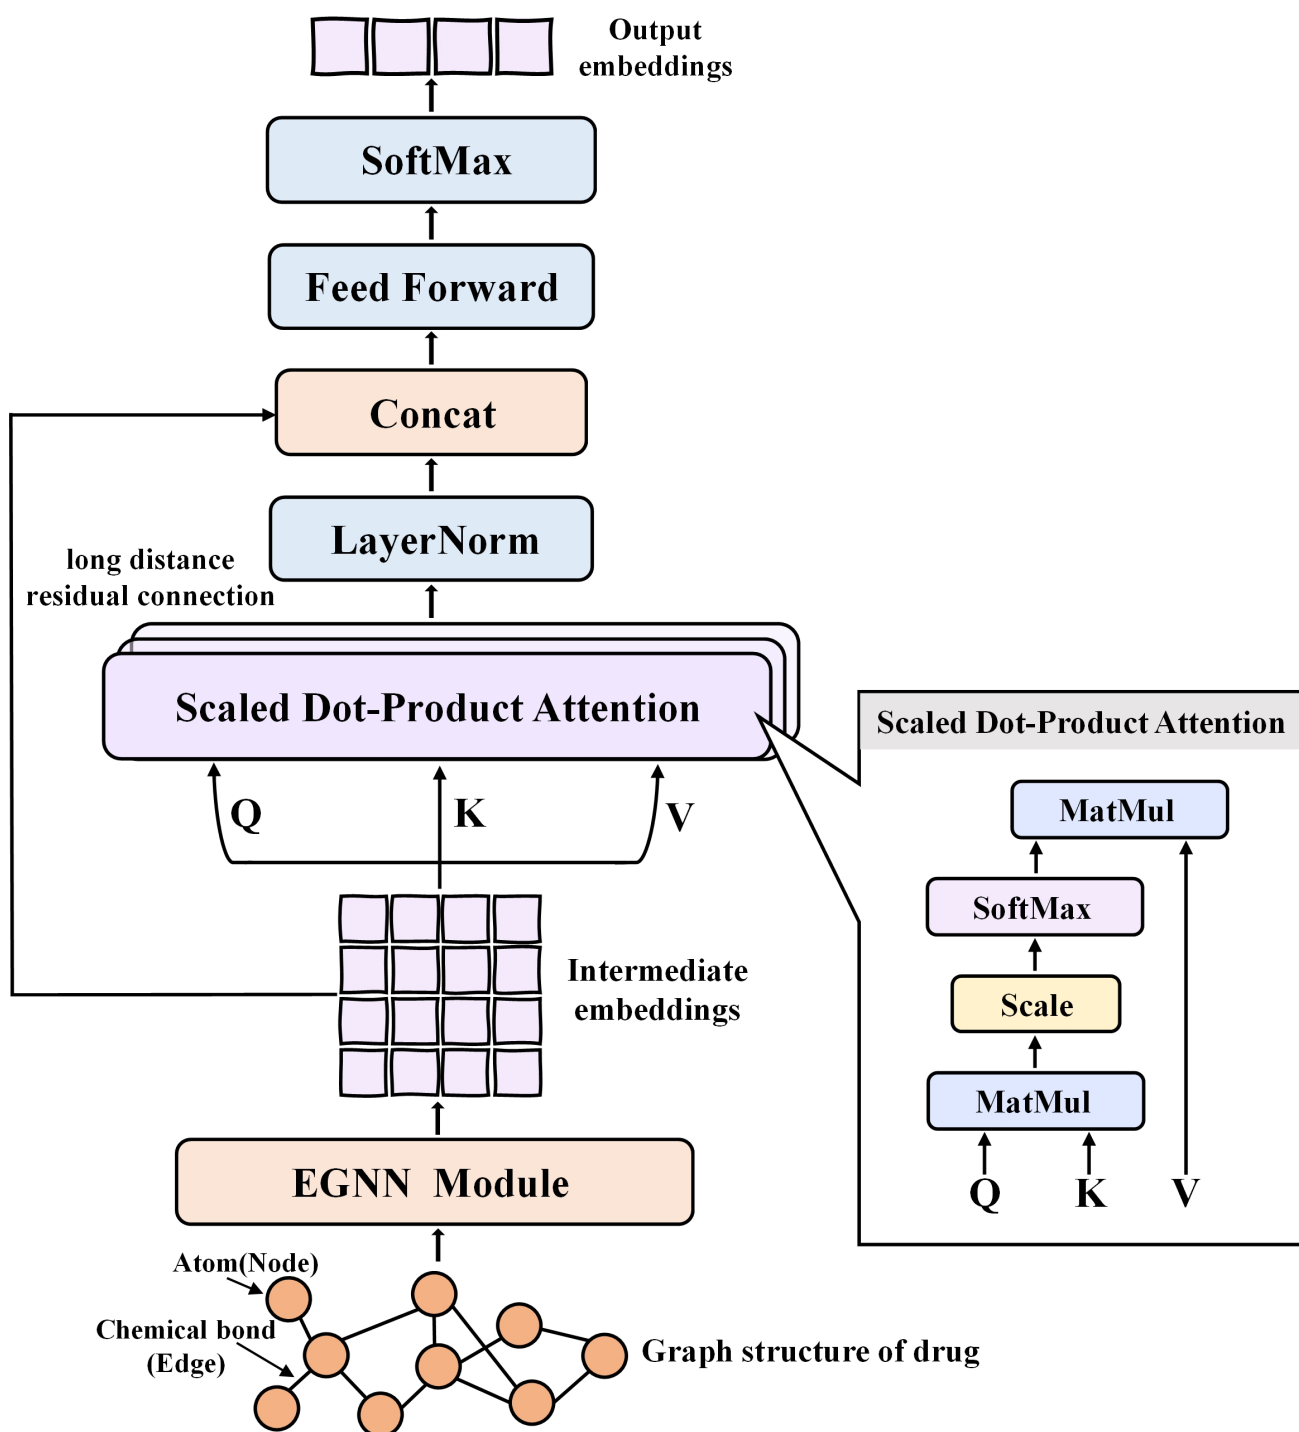 Output
embeddings
SoftMax
Feed Forward
Concat
LayerNorm
long distance
residual connection
Scaled Dot-Product Attention
Q
K
V
Intermediate
embeddings
EGNN Module
Atom(Node)
Chemical bond
(Edge)
Graph structure of drug
Scaled Dot-Product Attention
MatMul
SoftMax
Scale
MatMul
Q
K
V